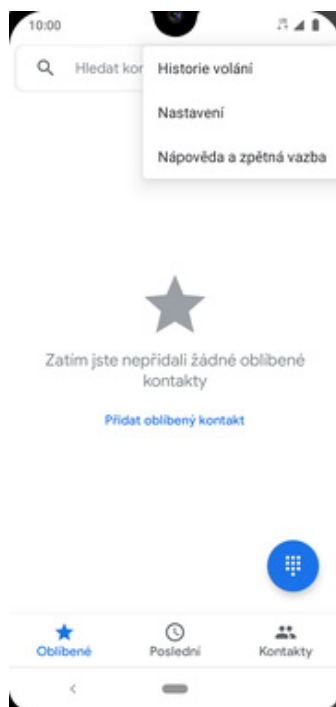 10:00
Hledat kor
Historie volání
Nastavení
Nápověda a zpětná vazba
Zatím jste nepřidali žádné oblíbené
kontakty
Přidat oblíbený kontakt
Oblíbené
Poslední
Kontakty